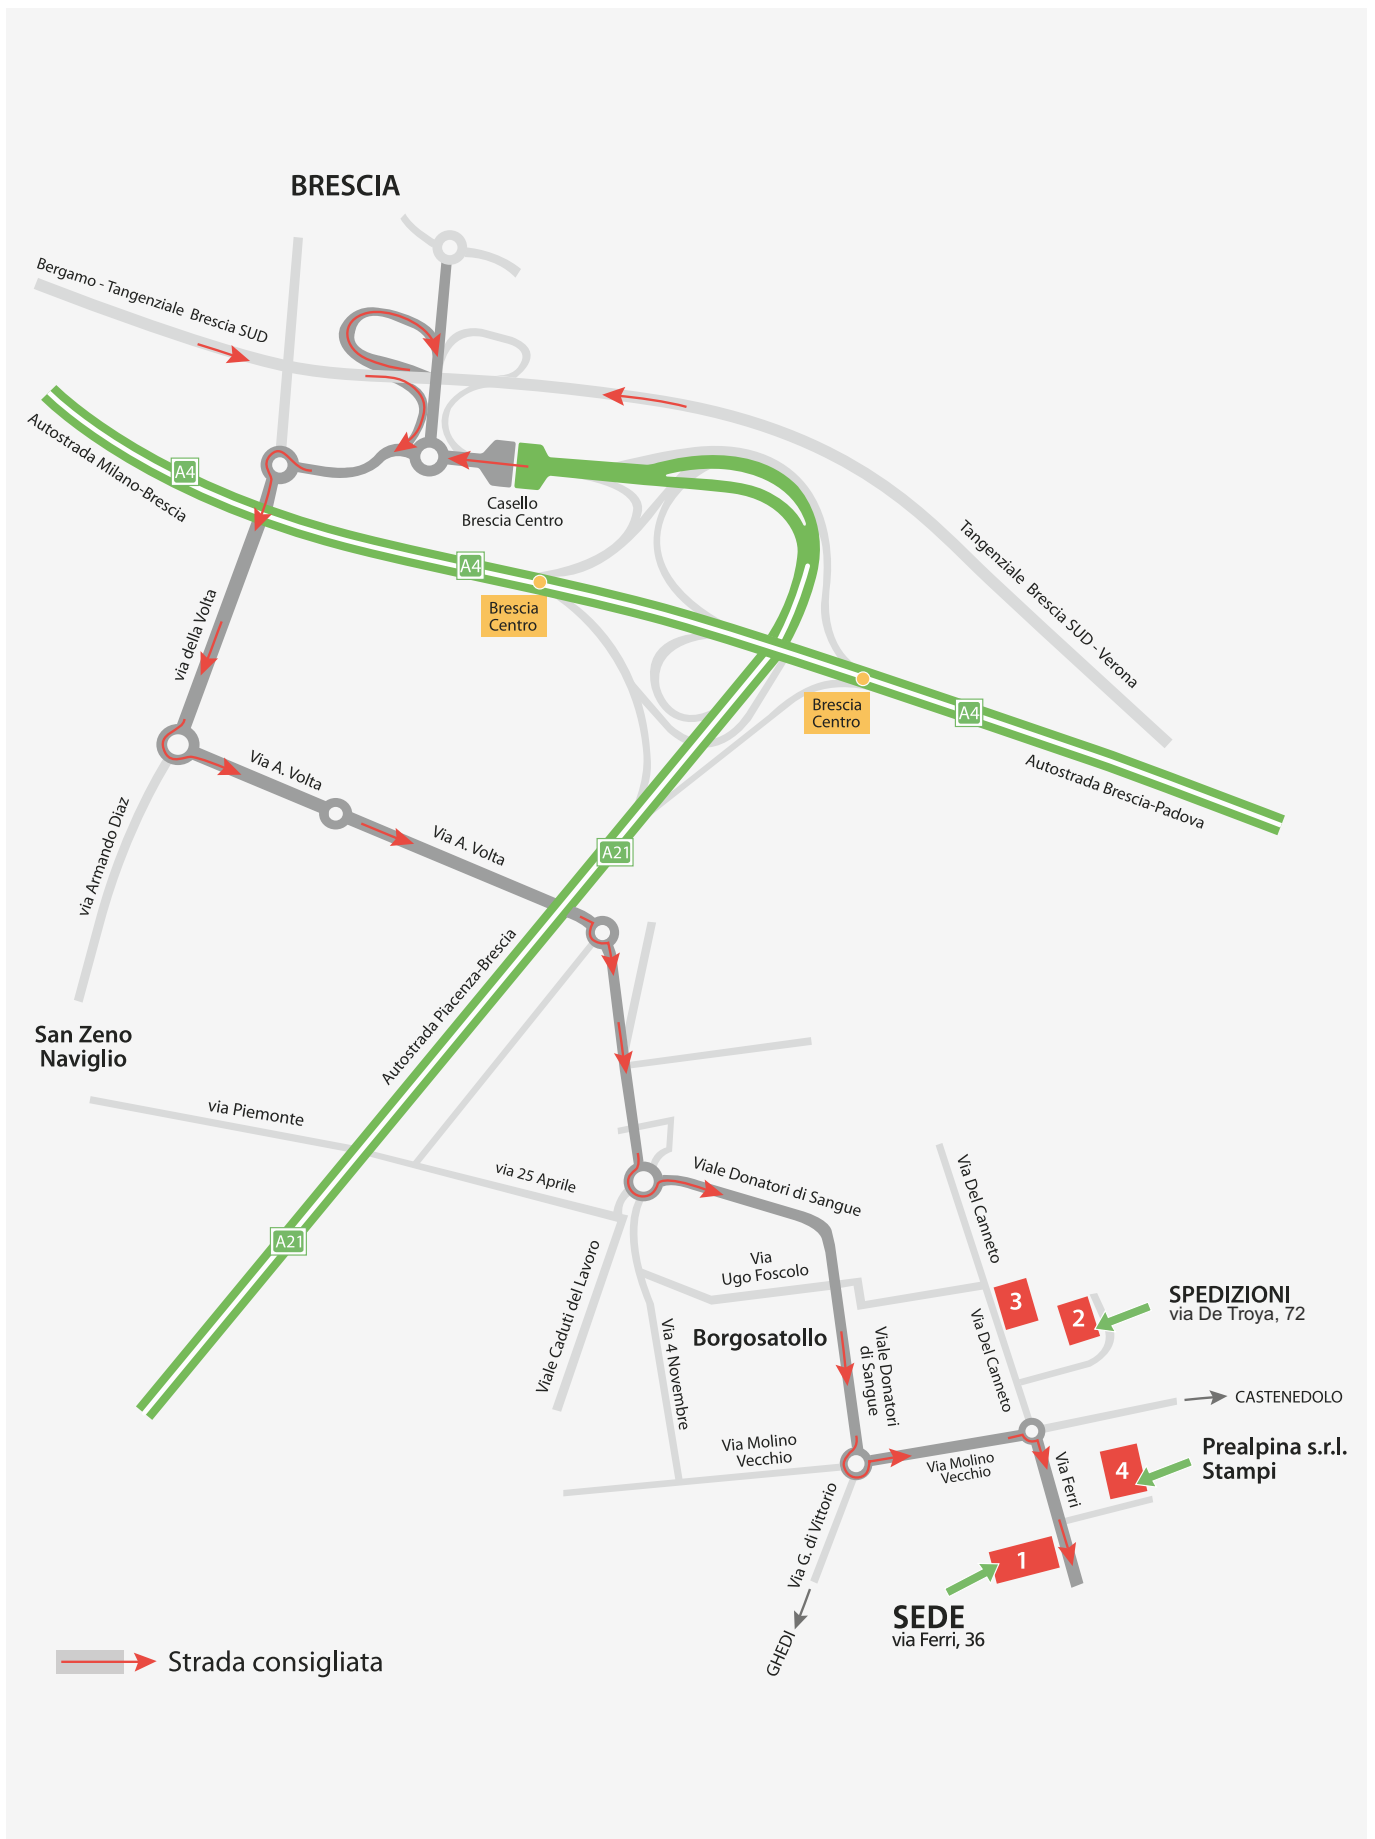 BRESCIA
Bergamo - Tangenziale Brescia SUD
Autostrada Milano-Brescia
A4
Casello
Brescia Centro
A4
Brescia
Centro
Tangenziale Brescia SUD - Verona
via della Volta
Brescia
Centro
A4
Autostrada Brescia-Padova
Via A. Volta
via Armando Diaz
Via A. Volta
A21
Autostrada Piacenza-Brescia
San Zeno
Naviglio
via Piemonte
via 25 Aprile
Viale Donatori di Sangue
Via Del Canneto
A21
Viale Caduti del Lavoro
Via
Ugo Foscolo
3
2
SPEDIZIONI
via De Troya, 72
Via 4 Novembre
Borgosatollo
Viale Donatori
di Sangue
Via Del Canneto
CASTENEDOLO
Via Molino
Vecchio
Via Molino
Vecchio
Via Ferri
4
Prealpina s.r.l.
Stampi
Via G. di Vittorio
1
SEDE
via Ferri, 36
GHEDI
Strada consigliata